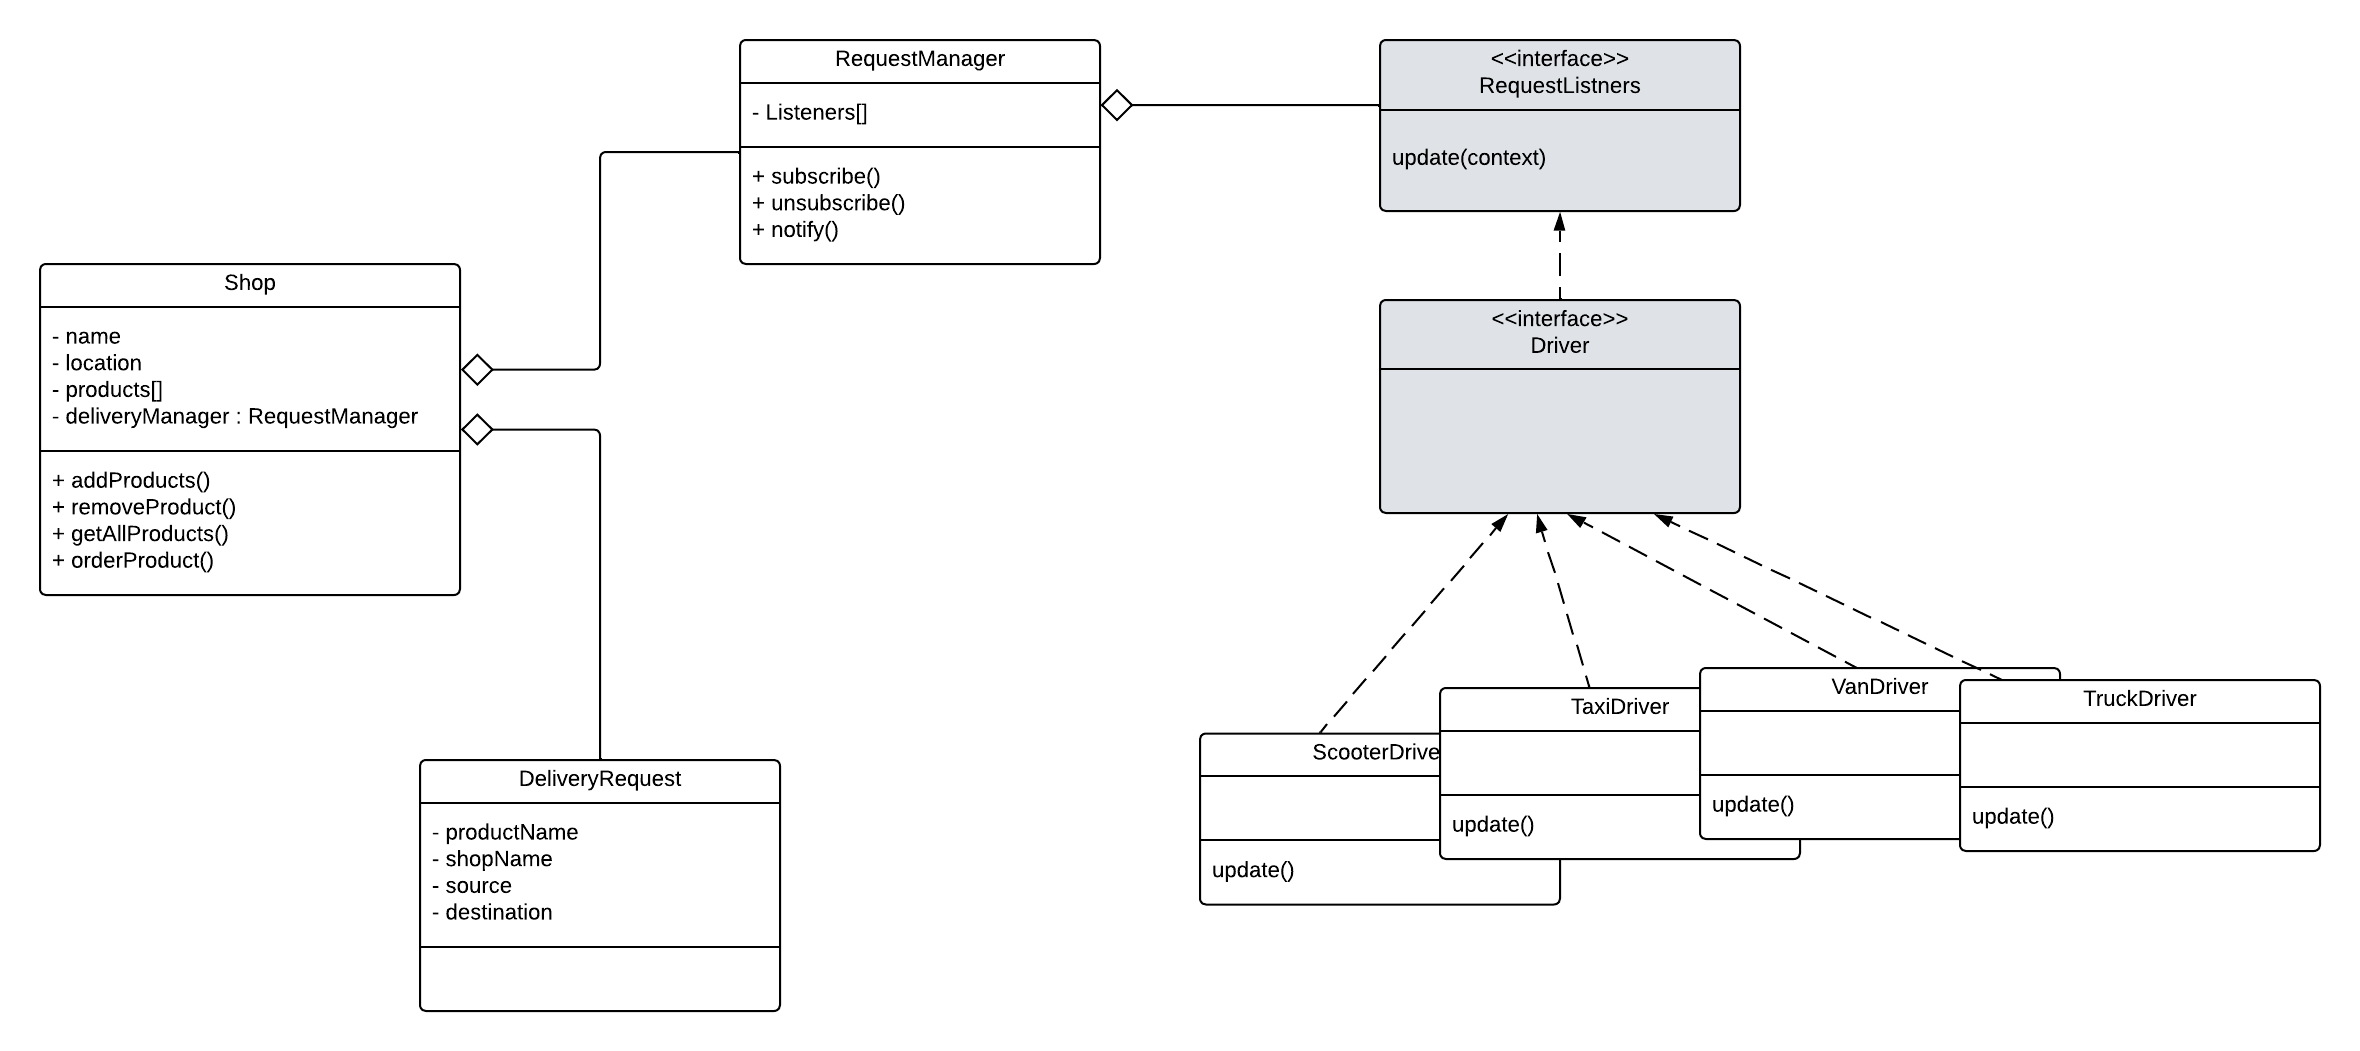 RequestManager
- Listeners[]
+ subscribe()
+ unsubscribe()
+ notify()
<<interface>>
RequestListners
update(context)
Shop
- name
- location
- products[]
- deliveryManager : RequestManager
+ addProducts()
+ removeProduct()
+ getAllProducts()
+ orderProduct()
<<interface>>
Driver
DeliveryRequest
- productName
- shopName
- source
- destination
ScooterDrive
update()
TaxiDriver
update()
VanDriver
update()
TruckDriver
update()